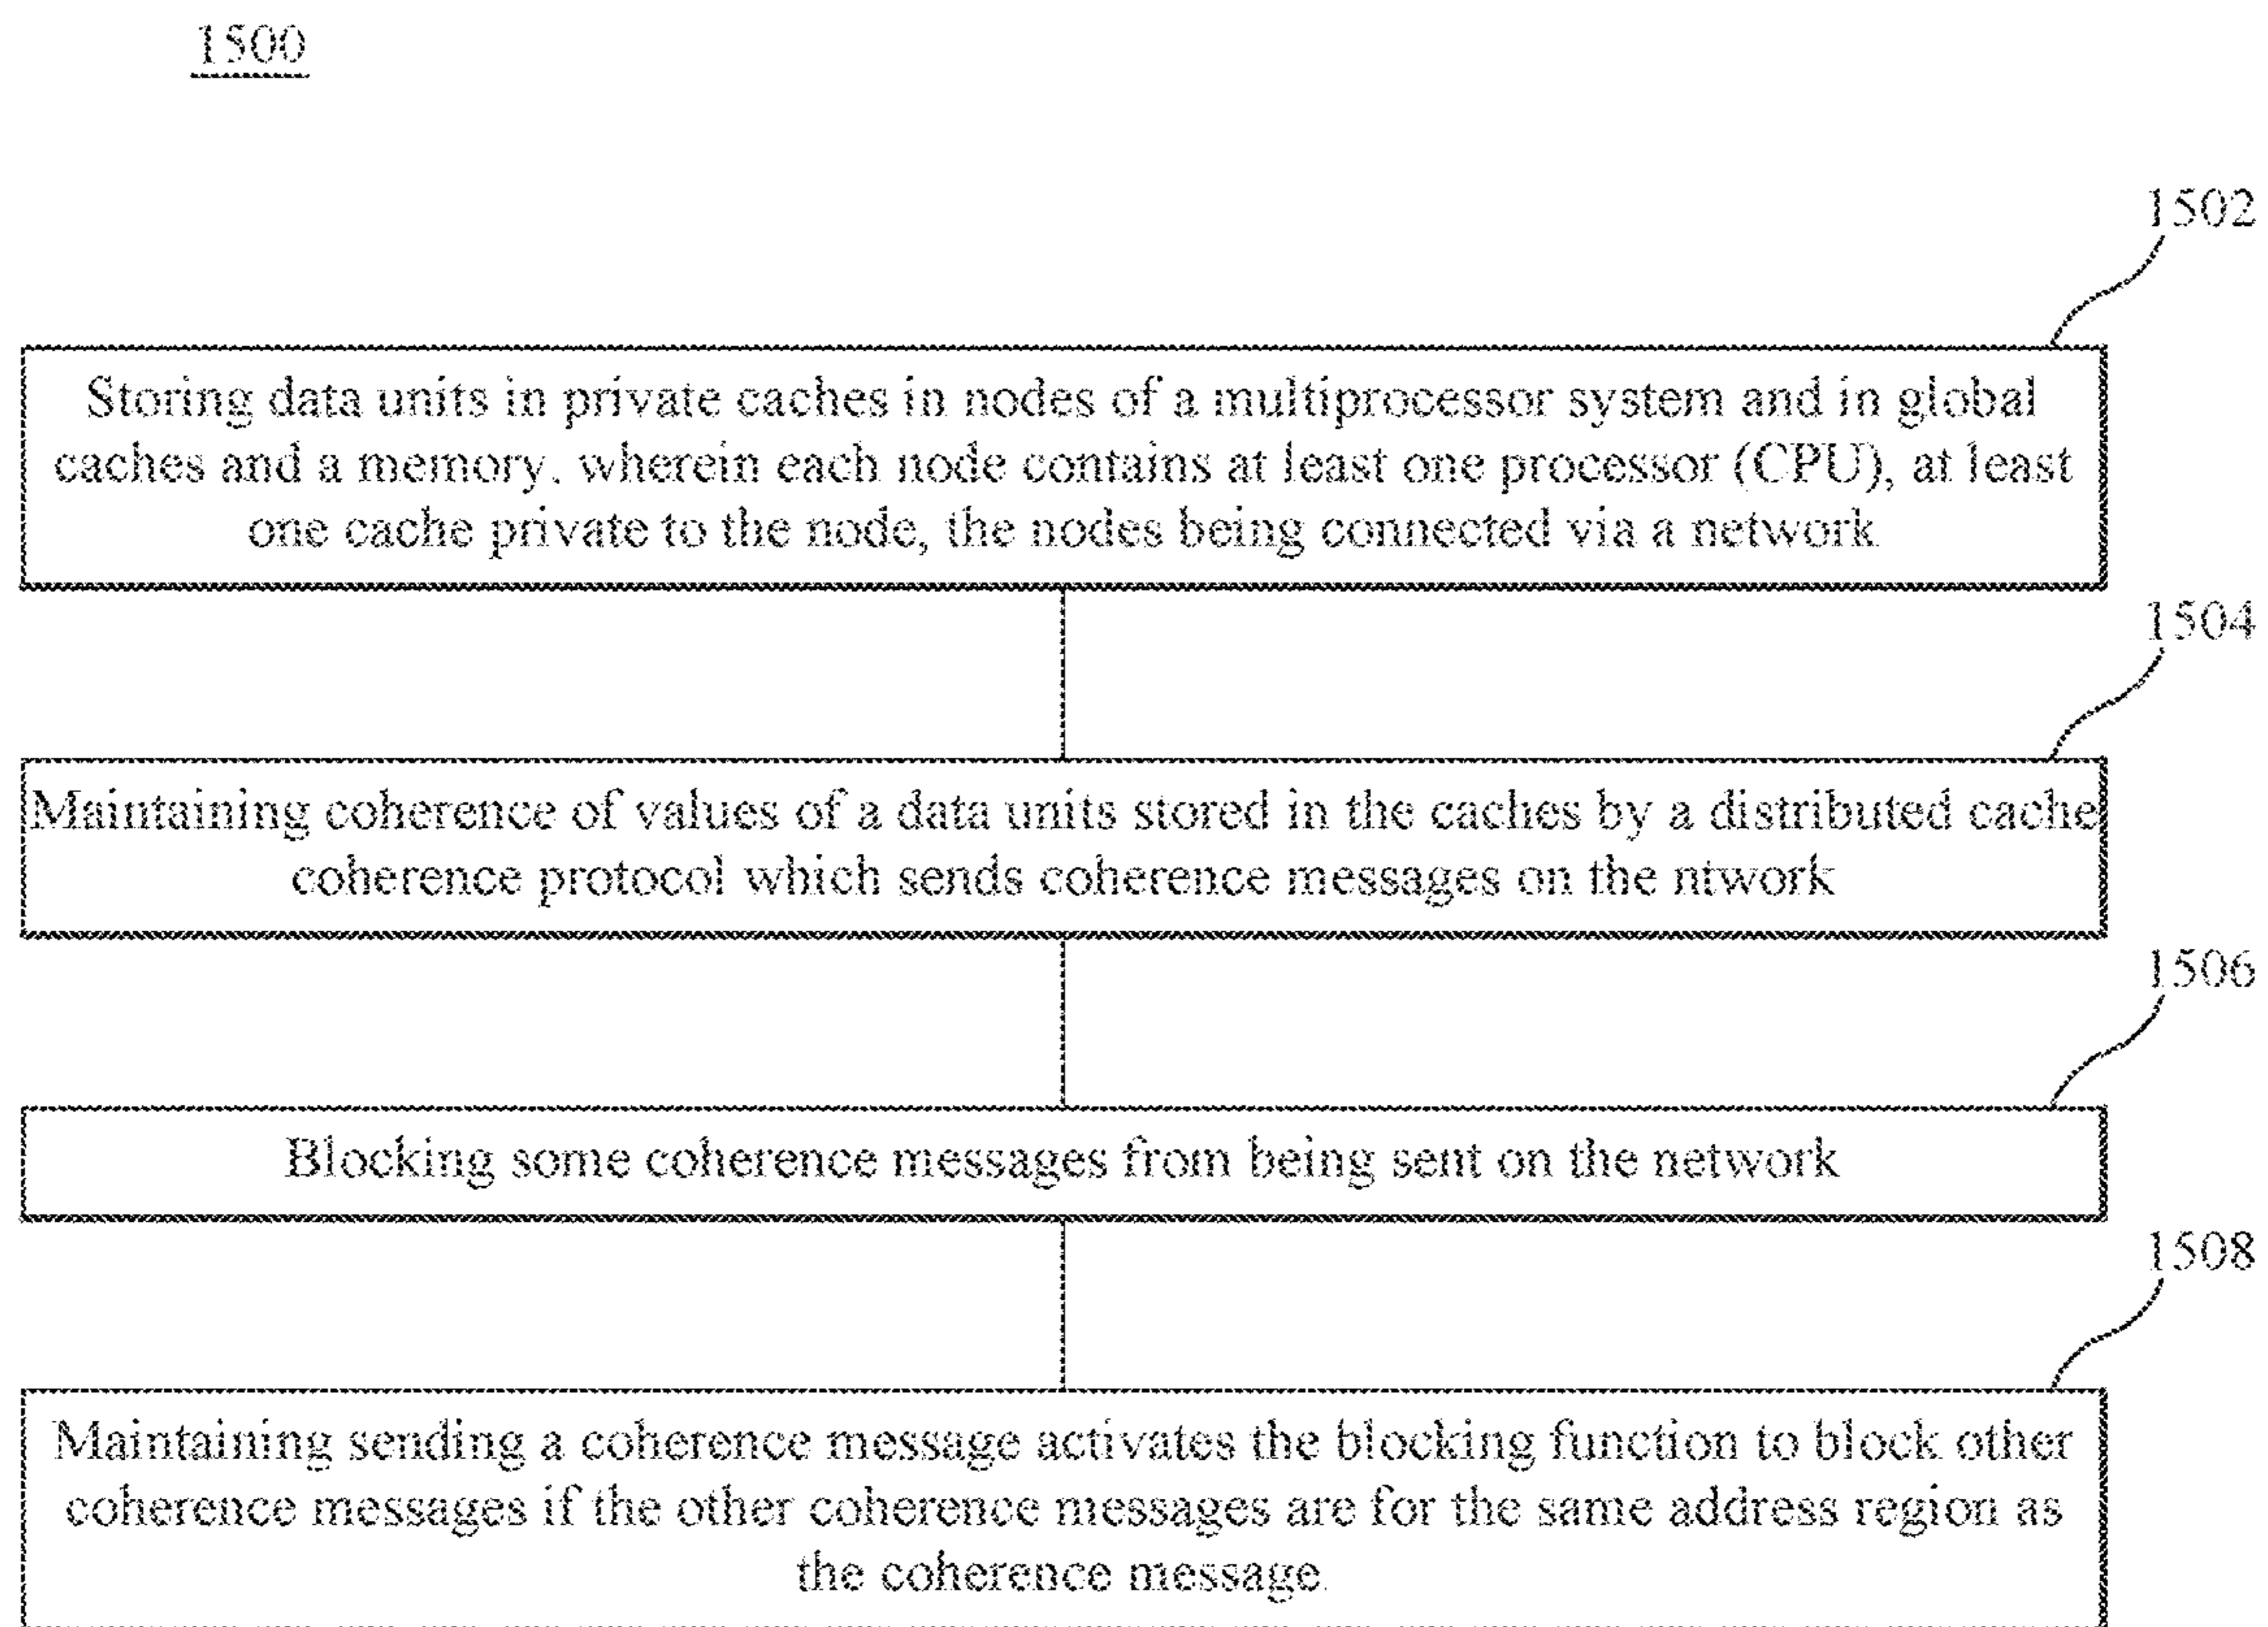 1500
1502
Storing data units in private caches in nodes of a multiprocessor system and in global
caches and a memory, wherein each node contains at least one processor (CPU), at least
one cache private to the node, the nodes being connected via a network
1504
Maintaining coherence of values of a data units stored in the caches by a distributed cache
coherence protocol which sends coherence messages on the ntwork
1506
Blocking some coherence messages from being sent on the network
1508
Maintaining sending a coherence message activates the blocking function to block other
coherence messages if the other coherence messages are for the same address region as
the coherence message.